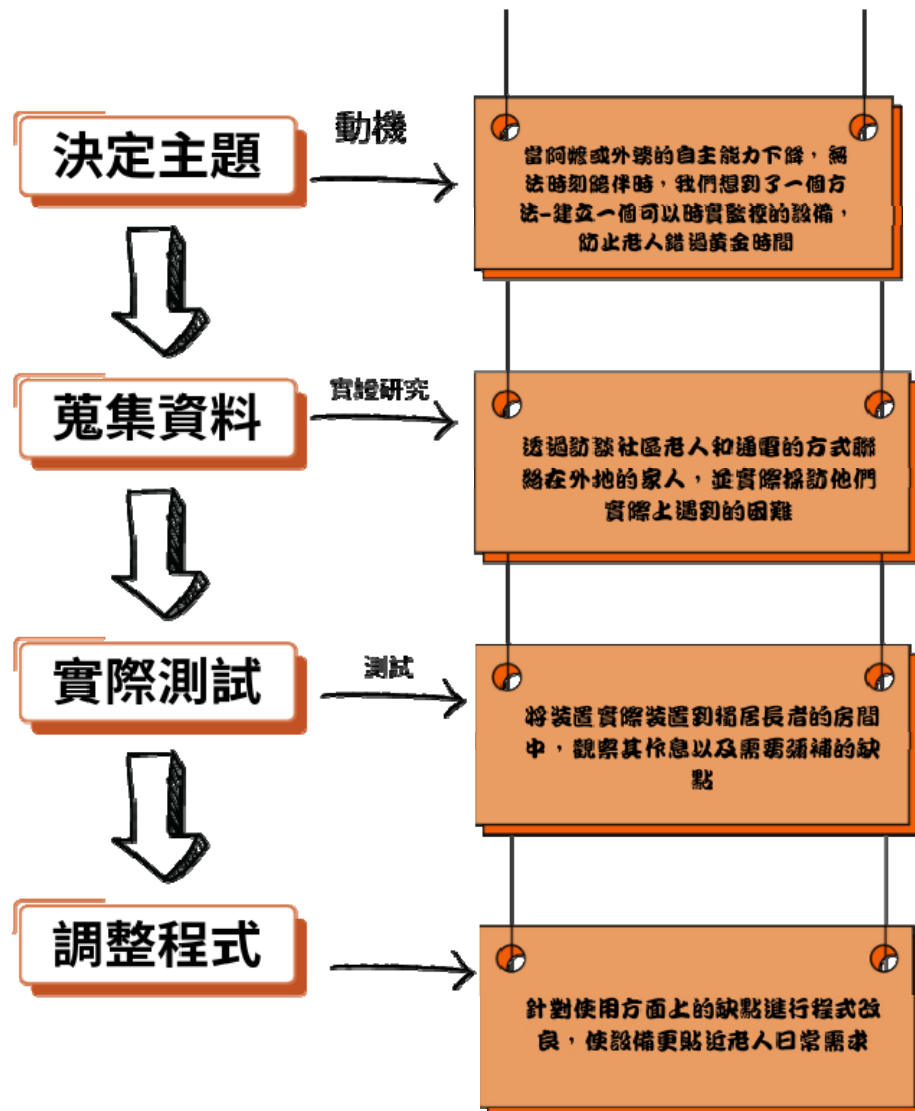 決定主題
動機
當阿嬤或外婆的自主能力下降，無
法時刻陪伴時，我們想到了一個方
法-建立一個可以時實監控的設備，
防止老人錯過黃金時間
蒐集資料
實證研究
透過訪談社區老人和通電的方式聯
絡在外地的家人，並實際採訪他們
實際上遇到的困難
實際測試
測試
將裝置實際裝置到獨居長者的房間
中，觀察其作息以及需要彌補的缺
點
調整程式
針對使用方面上的缺點進行程式改
良，使設備更貼近老人日常需求